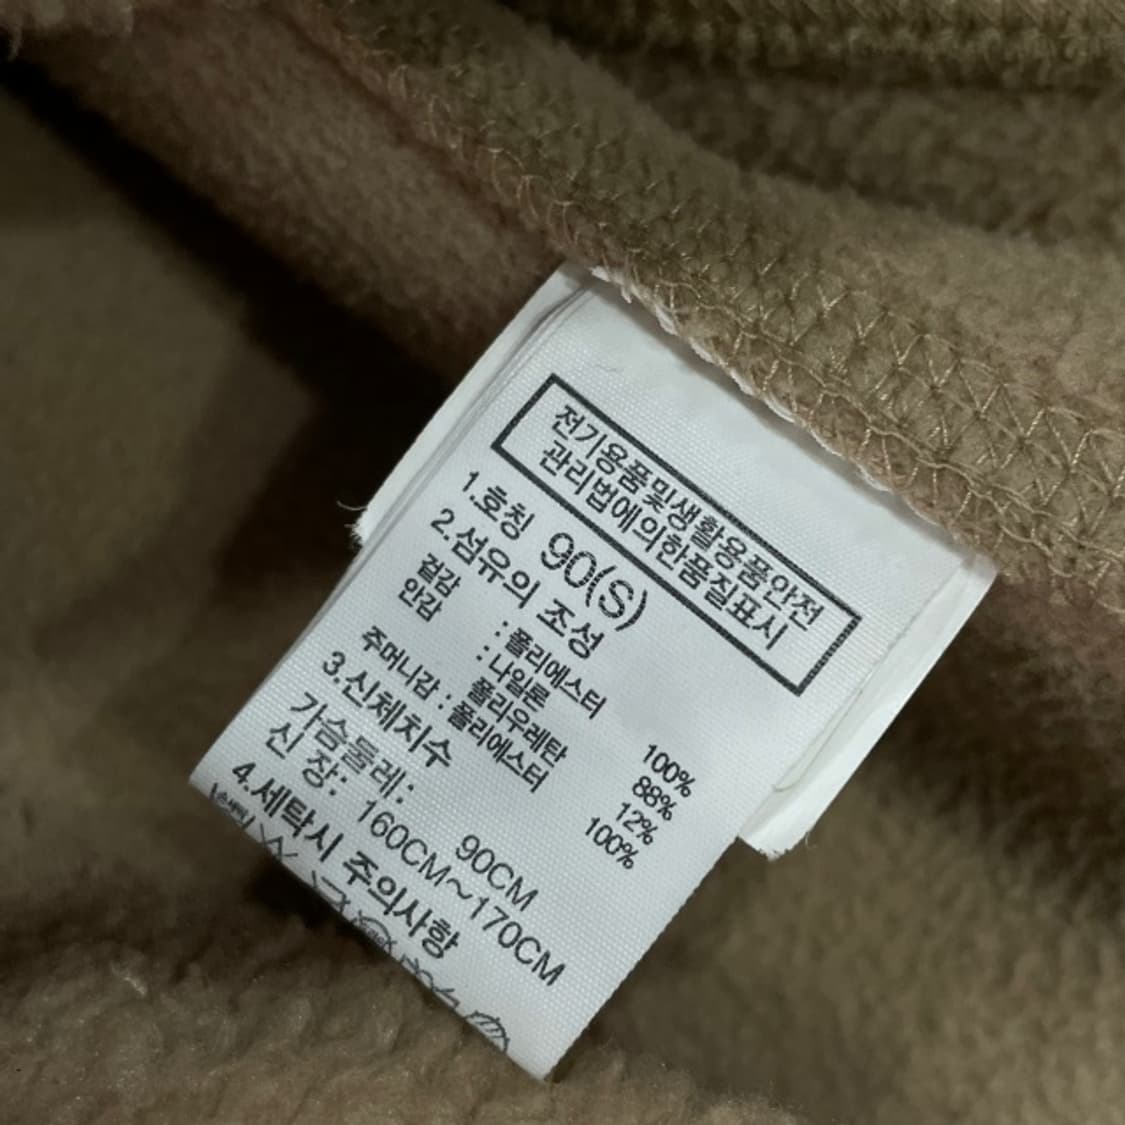 전기용품및생활용품안전
관리법에의한품질표시
1.호칭 90(S)
2.섬유의 조성
겉감 : 폴리에스터 100%
안감 : 나일론 88%
폴리우레탄 12%
주머니감 : 폴리에스터 100%
3.신체치수
가슴둘레: 90CM
신 장: 160CM~170CM
4.세탁시 주의사항